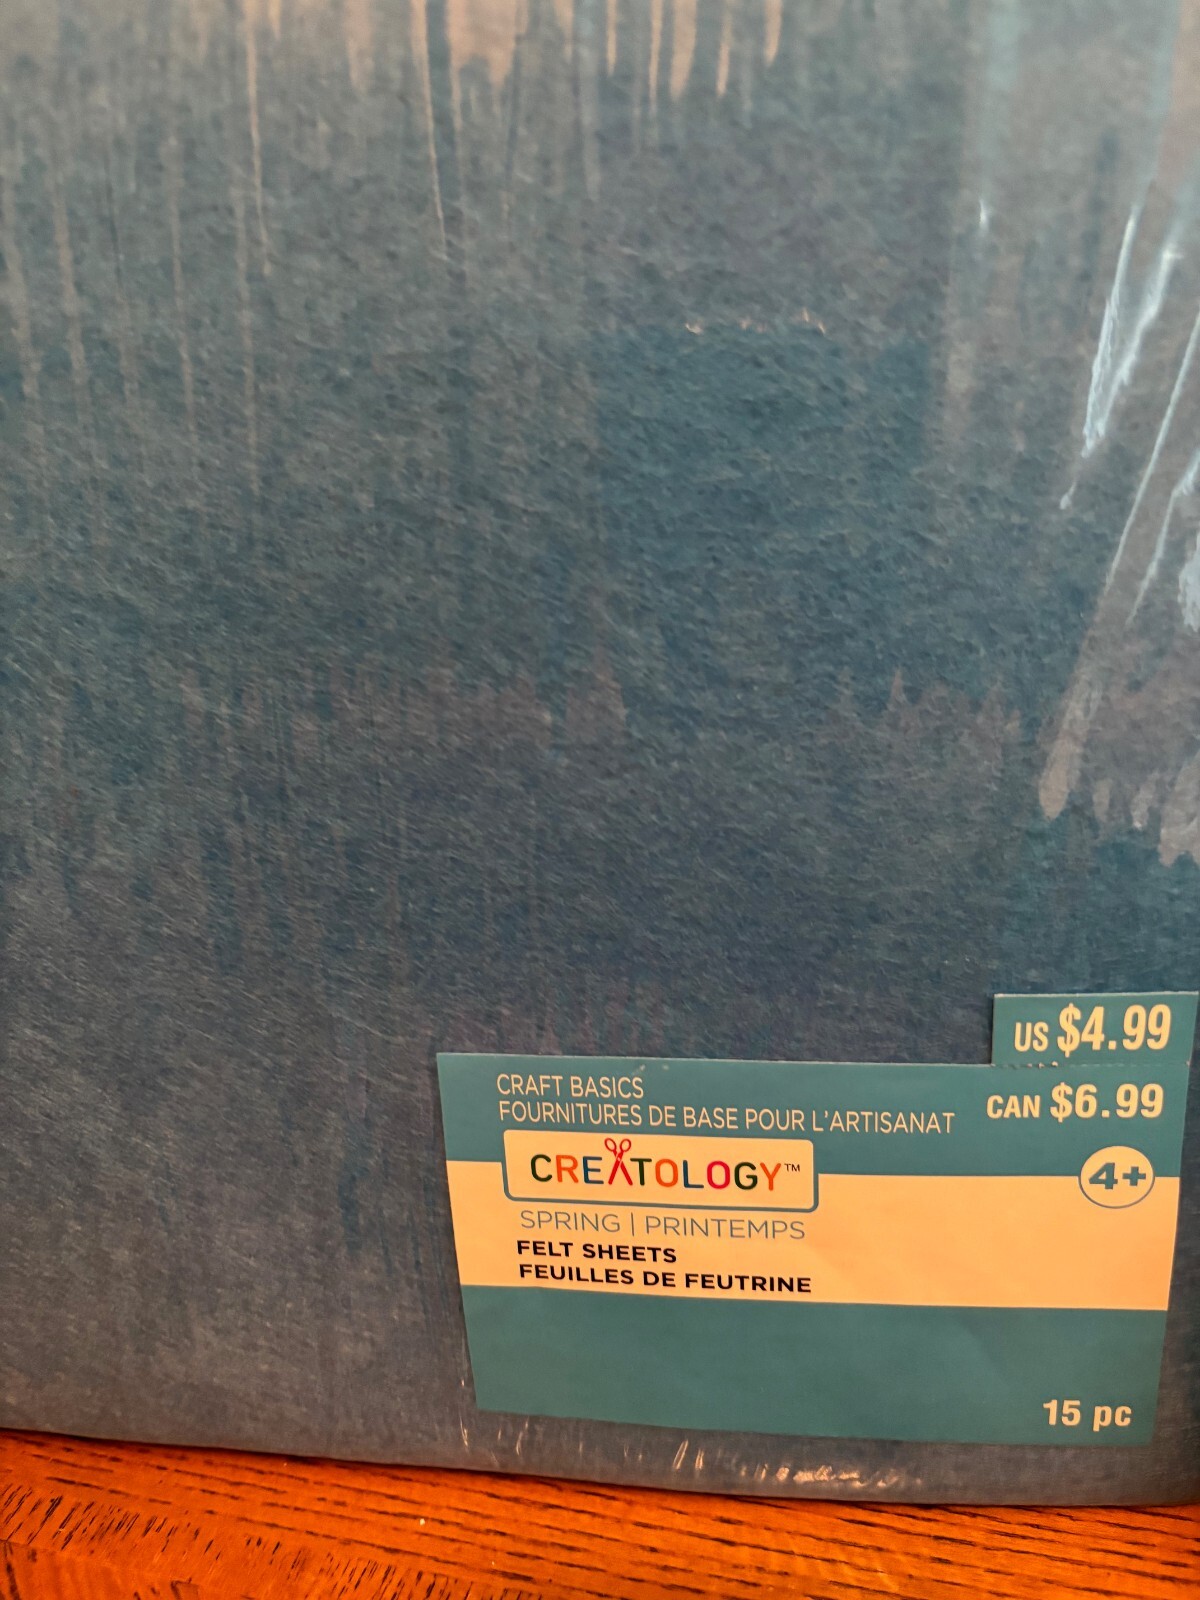 US $4.99
CRAFT BASICS
FOURNITURES DE BASE POUR L'ARTISANAT
CAN $6.99
CREATOLOGY™
4+
SPRING | PRINTEMPS
FELT SHEETS
FEUILLES DE FEUTRINE
15 pc